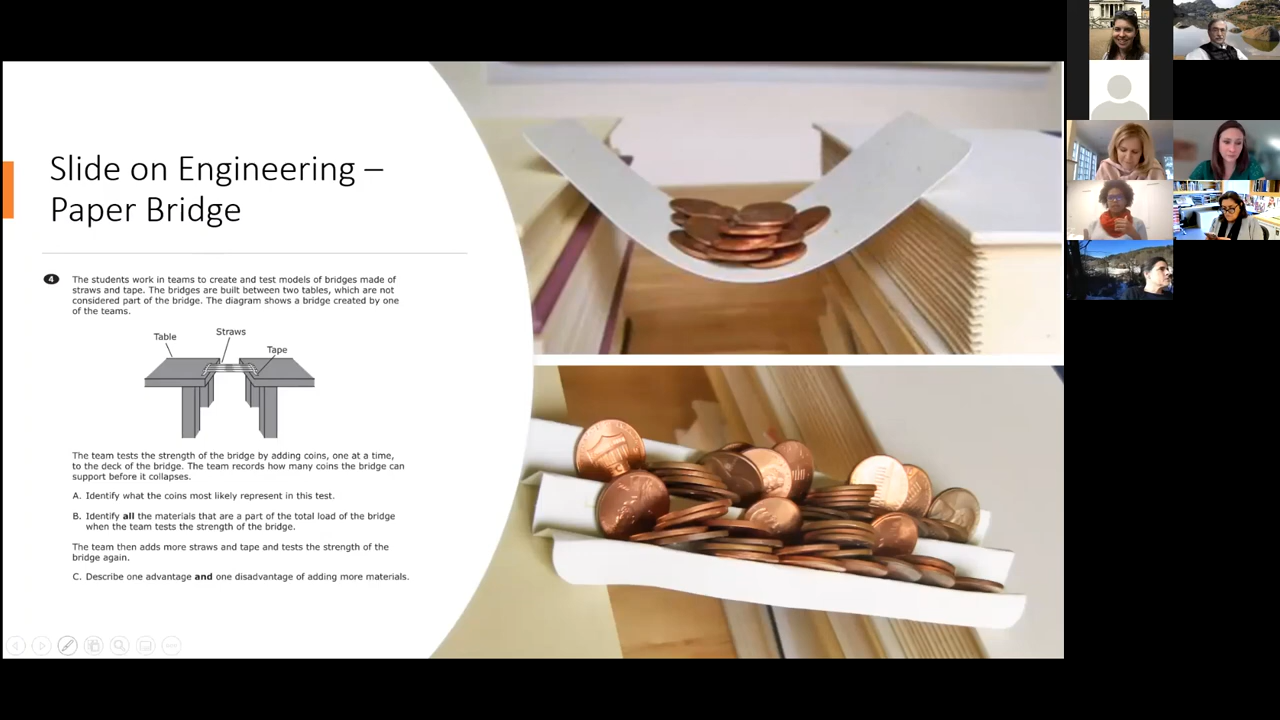 Slide on Engineering –
Paper Bridge
4 The students work in teams to create and test models of bridges made of
straws and tape. The bridges are built between two tables, which are not
considered part of the bridge. The diagram shows a bridge created by one
of the teams.
Table
Straws
Tape
The team tests the strength of the bridge by adding coins, one at a time,
to the deck of the bridge. The team records how many coins the bridge can
support before it collapses.
A. Identify what the coins most likely represent in this test.
B. Identify all the materials that are a part of the total load of the bridge
when the team tests the strength of the bridge.
The team then adds more straws and tape and tests the strength of the
bridge again.
C. Describe one advantage and one disadvantage of adding more materials.